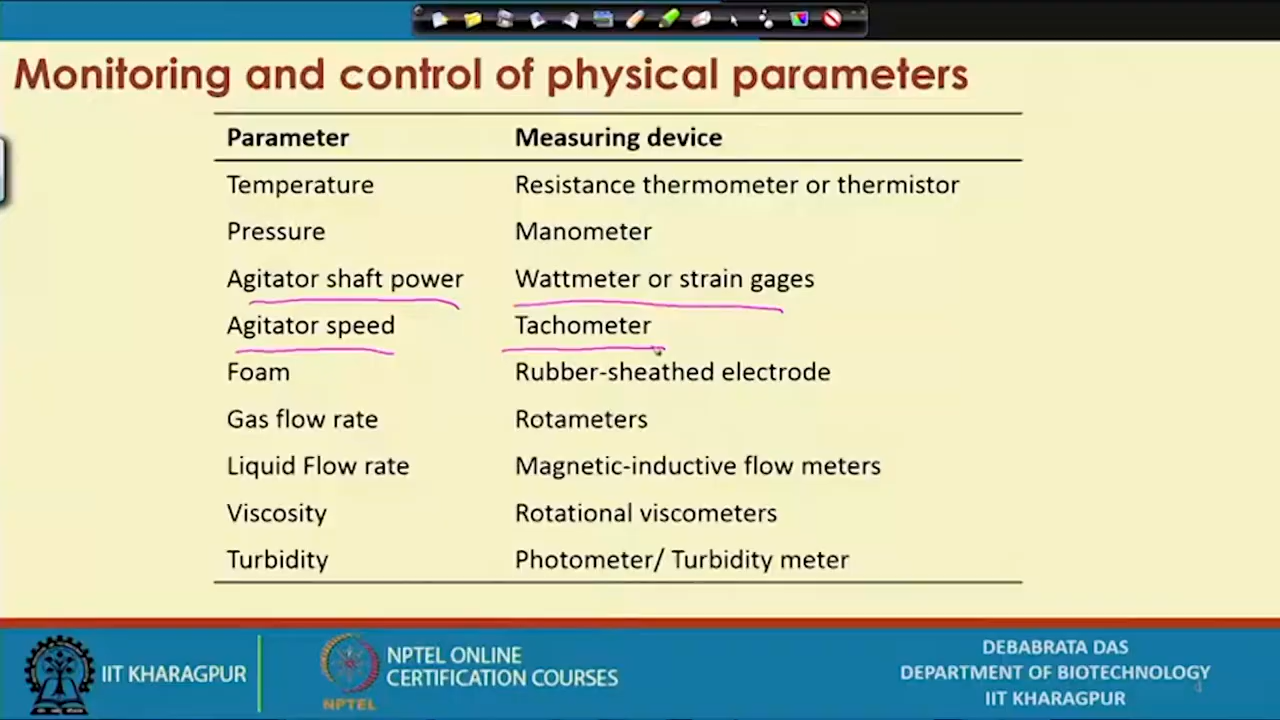 Monitoring and control of physical parameters
Parameter Measuring device
Temperature Resistance thermometer or thermistor
Pressure Manometer
Agitator shaft power Wattmeter or strain gages
Agitator speed Tachometer
Foam Rubber-sheathed electrode
Gas flow rate Rotameters
Liquid Flow rate Magnetic-inductive flow meters
Viscosity Rotational viscometers
Turbidity Photometer/ Turbidity meter
IIT KHARAGPUR
NPTEL
NPTEL ONLINE
CERTIFICATION COURSES
DEBABRATA DAS
DEPARTMENT OF BIOTECHNOLOGY
IIT KHARAGPUR